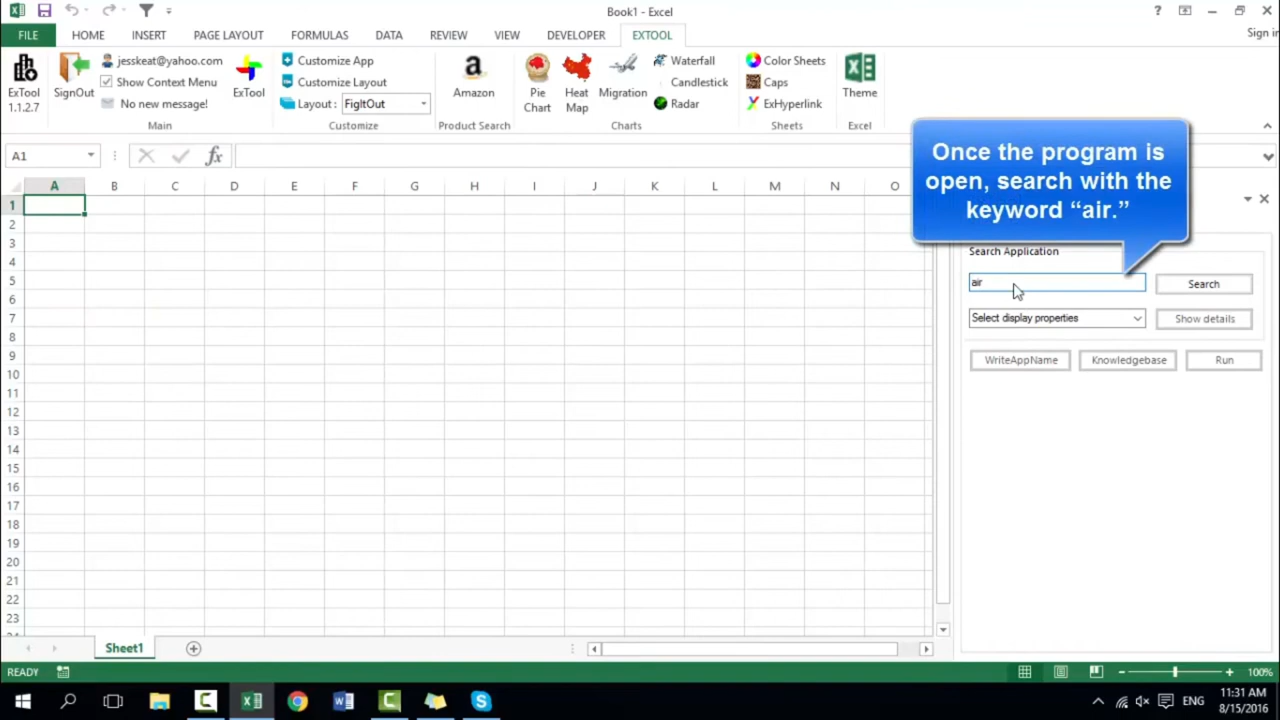 Book1 - Excel
?
FILE HOME INSERT PAGE LAYOUT FORMULAS DATA REVIEW VIEW DEVELOPER EXTOOL
Sign in
ExTool
1.1.2.7
SignOut
jesskeat@yahoo.com
Show Context Menu
No new message!
ExTool
Main
Customize App
Customize Layout
Layout : FigItOut
Customize
Amazon
Product Search
Pie
Chart
Heat
Map
Migration
Waterfall
Candlestick
Radar
Charts
Color Sheets
Caps
ExHyperlink
Sheets
Theme
Excel
A1
fx
Once the program is
open, search with the
keyword “air.”
A B C D E F G H I J K L M N O
1
2
3
4
5
6
7
8
9
10
11
12
13
14
15
16
17
18
19
20
21
22
23
Search Application
air
Search
Select display properties
Show details
WriteAppName Knowledgebase Run
Sheet1
READY
100%
ENG
11:31 AM
8/15/2016